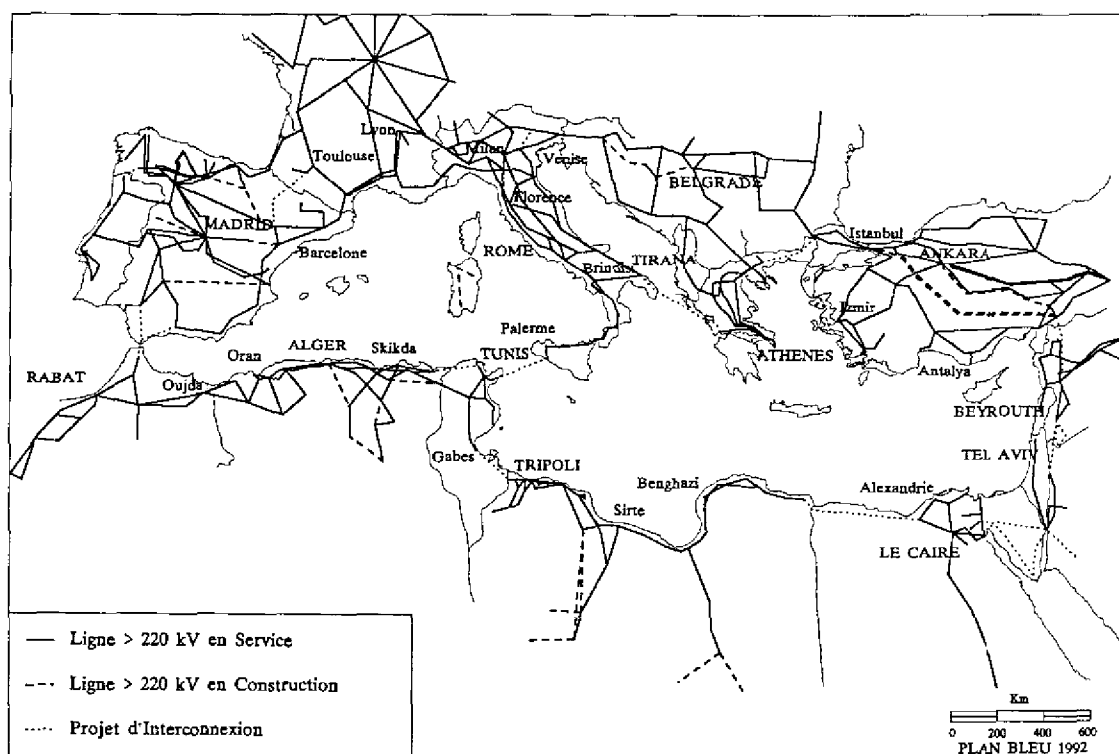 Lyon
Milan
Toulouse
Venise
BELGRADE
Florence
MADRID
Istanbul
Barcelone
ROME
TIRANA
ANKARA
Brindisi
Izmir
Palerme
ALGER
Skikda
TUNIS
ATHENES
Oran
Antalya
RABAT
Oujda
BEYROUTH
Gabes
TRIPOLI
TEL AVIV
Benghazi
Alexandrie
Sirte
LE CAIRE
Ligne > 220 kV en Service
Ligne > 220 kV en Construction
Projet d'Interconnexion
Km
0 200 400 600
PLAN BLEU 1992